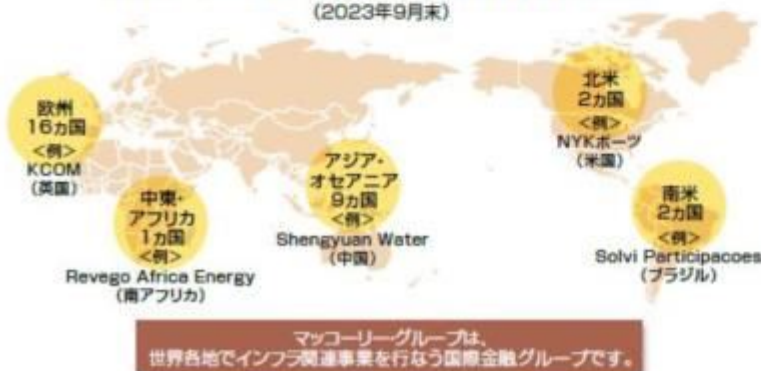 (2023年9月末)
欧州
16ヵ国
<例>
KCOM
(英国)
中東・
アフリカ
1ヵ国
<例>
Revego Africa Energy
(南アフリカ)
アジア・
オセアニア
9ヵ国
<例>
Shengyuan Water
(中国)
北米
2ヵ国
<例>
NYKポーツ
(米国)
南米
2ヵ国
<例>
Solvi Participacoes
(ブラジル)
マッコーリーグループは、
世界各地でインフラ関連事業を行なう国際金融グループです。